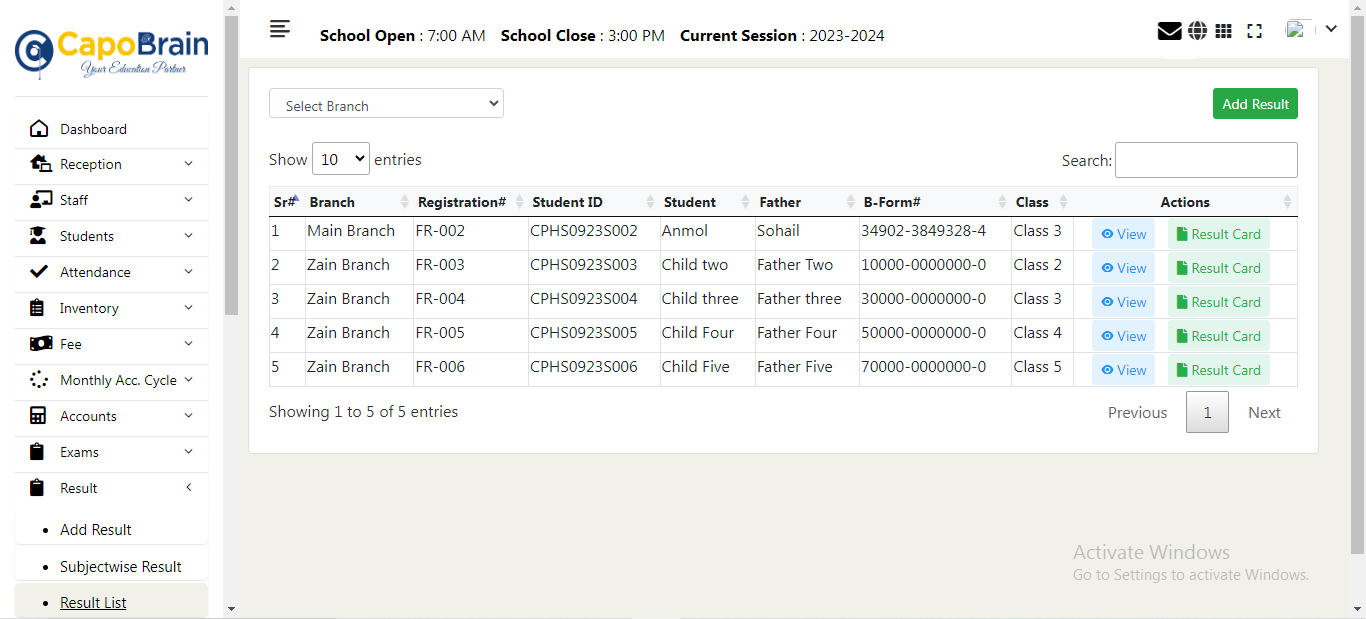 CapoBrain
Your Education Partner
School Open : 7:00 AM School Close : 3:00 PM Current Session : 2023-2024
Dashboard
Reception
Staff
Students
Attendance
Inventory
Fee
Monthly Acc. Cycle
Accounts
Exams
Result
Add Result
Subjectwise Result
Result List
Select Branch
Add Result
Show 10 entries
Search:
Sr# Branch Registration# Student ID Student Father B-Form# Class Actions
1 Main Branch FR-002 CPHS0923S002 Anmol Sohail 34902-3849328-4 Class 3 View Result Card
2 Zain Branch FR-003 CPHS0923S003 Child two Father Two 10000-0000000-0 Class 2 View Result Card
3 Zain Branch FR-004 CPHS0923S004 Child three Father three 30000-0000000-0 Class 3 View Result Card
4 Zain Branch FR-005 CPHS0923S005 Child Four Father Four 50000-0000000-0 Class 4 View Result Card
5 Zain Branch FR-006 CPHS0923S006 Child Five Father Five 70000-0000000-0 Class 5 View Result Card
Showing 1 to 5 of 5 entries
Previous 1 Next
Activate Windows
Go to Settings to activate Windows.